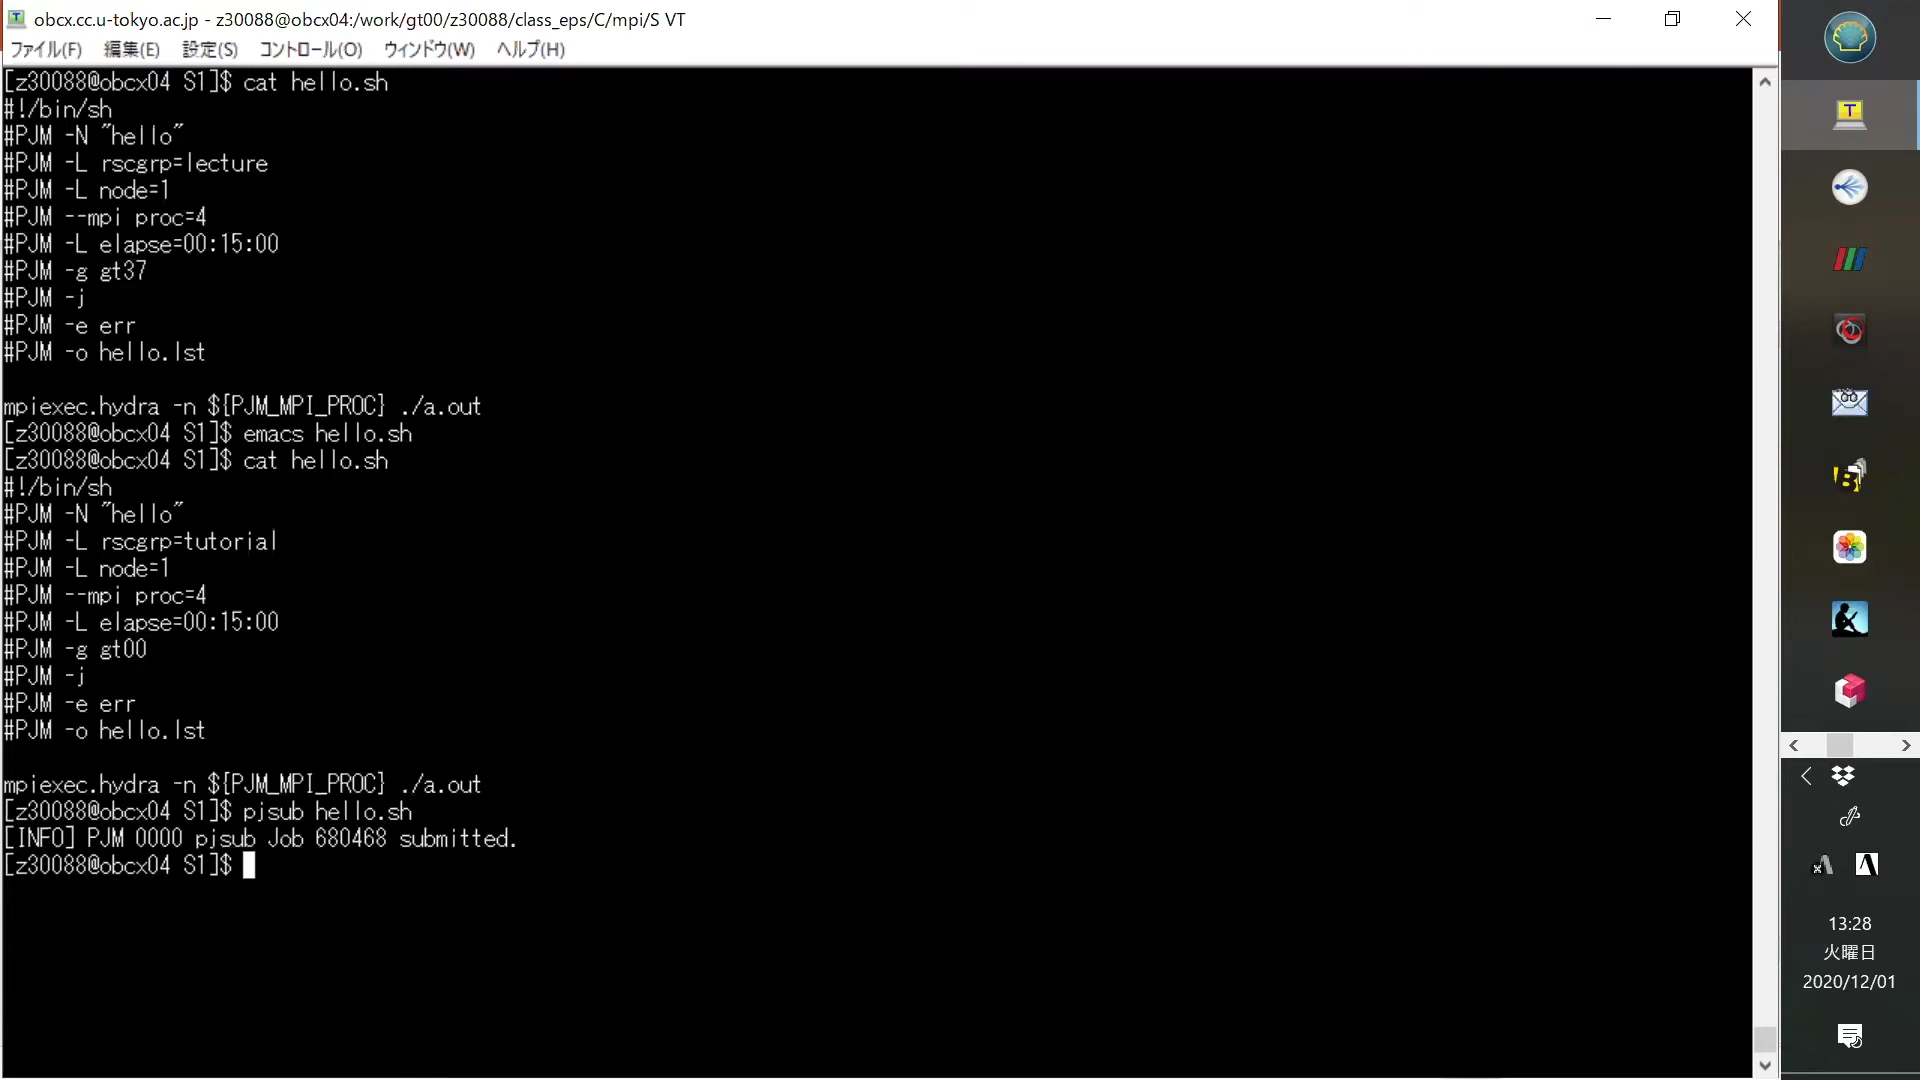 obcx.cc.u-tokyo.ac.jp - z30088@obcx04:/work/gt00/z30088/class_eps/C/mpi/S VT
ファイル(F) 編集(E) 設定(S) コントロール(O) ウィンドウ(W) ヘルプ(H)
[z30088@obcx04 S1]$ cat hello.sh
#!/bin/sh
#PJM -N "hello"
#PJM -L rscgrp=lecture
#PJM -L node=1
#PJM --mpi proc=4
#PJM -L elapse=00:15:00
#PJM -g gt37
#PJM -j
#PJM -e err
#PJM -o hello.lst
mpiexec.hydra -n ${PJM_MPI_PROC} ./a.out
[z30088@obcx04 S1]$ emacs hello.sh
[z30088@obcx04 S1]$ cat hello.sh
#!/bin/sh
#PJM -N "hello"
#PJM -L rscgrp=tutorial
#PJM -L node=1
#PJM --mpi proc=4
#PJM -L elapse=00:15:00
#PJM -g gt00
#PJM -j
#PJM -e err
#PJM -o hello.lst
mpiexec.hydra -n ${PJM_MPI_PROC} ./a.out
[z30088@obcx04 S1]$ pjsub hello.sh
[INFO] PJM 0000 pjsub Job 680468 submitted.
[z30088@obcx04 S1]$
13:28
火曜日
2020/12/01